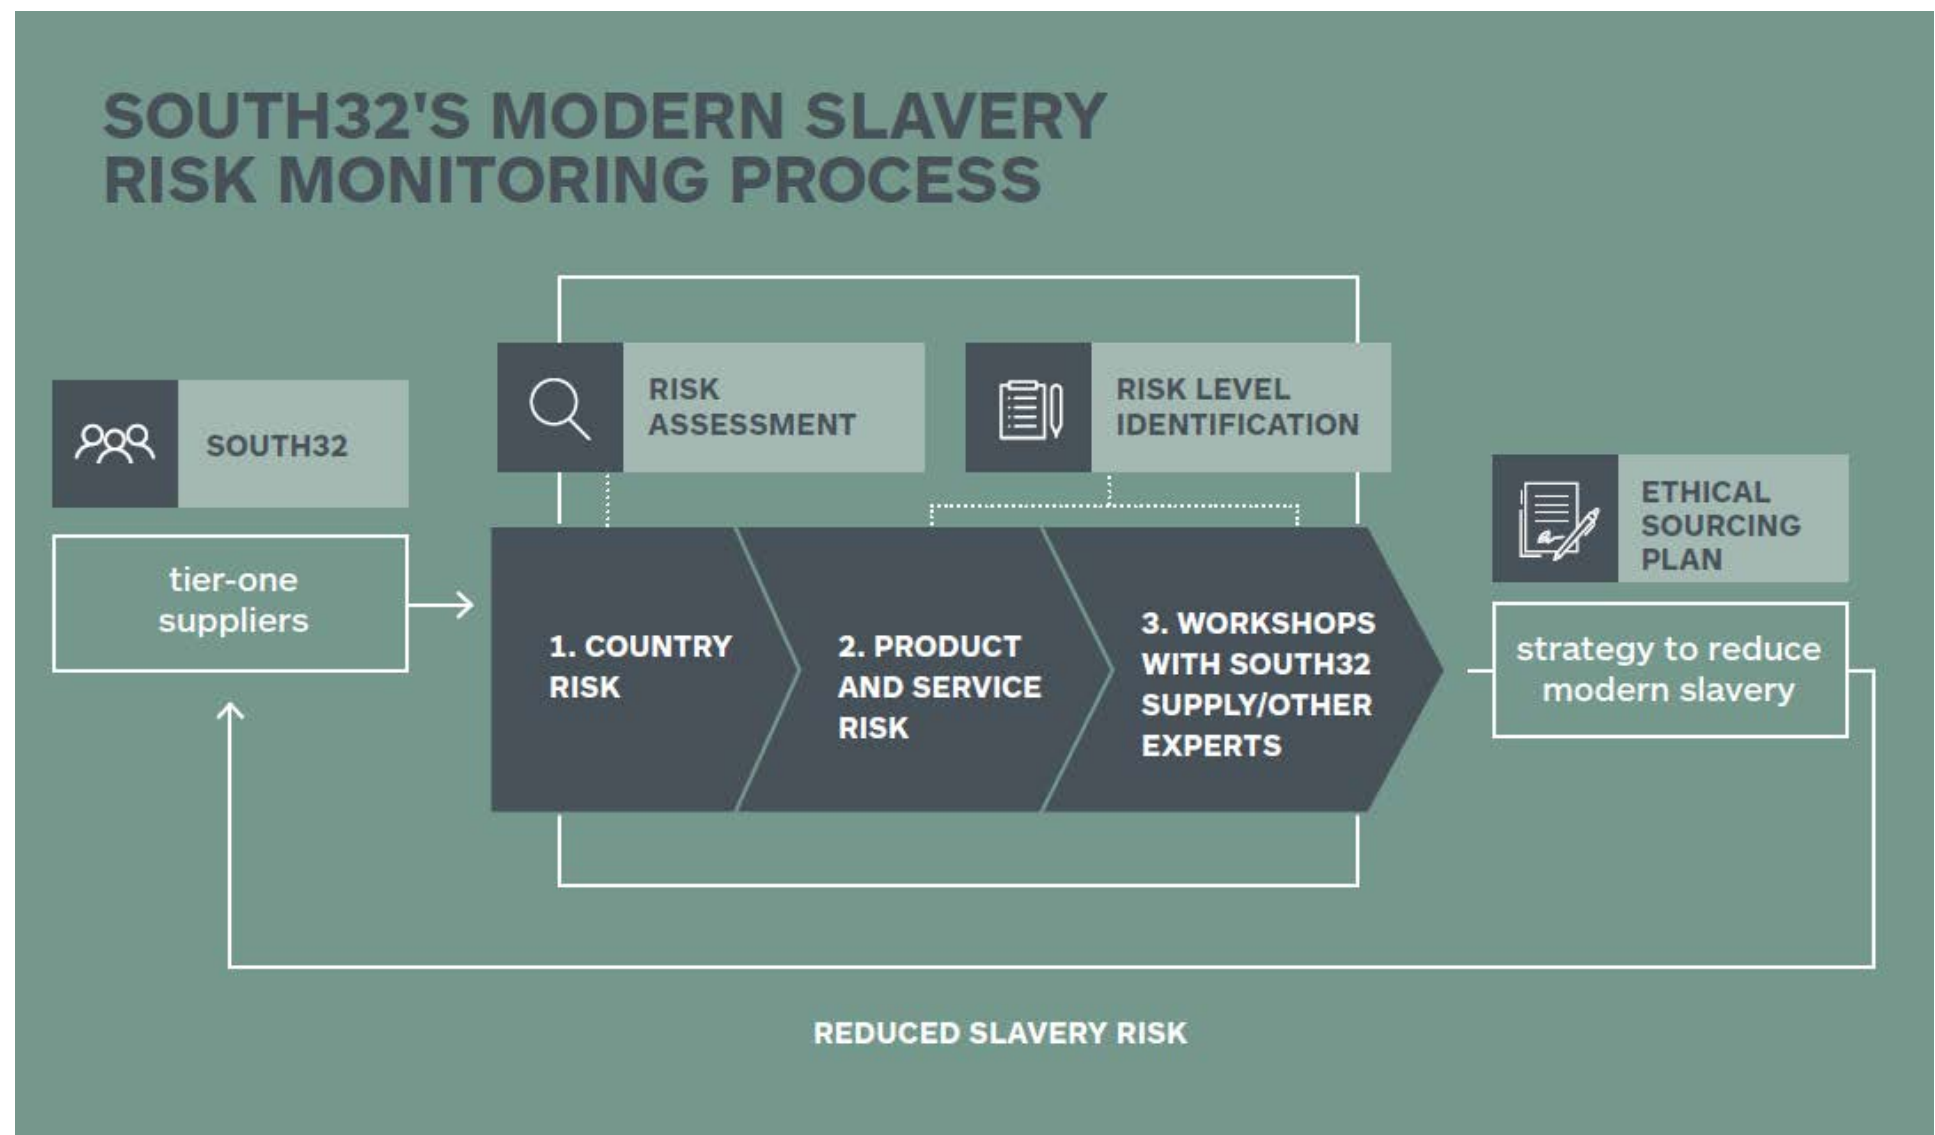 SOUTH32'S MODERN SLAVERY
RISK MONITORING PROCESS
SOUTH32
tier-one
suppliers
RISK
ASSESSMENT
RISK LEVEL
IDENTIFICATION
1. COUNTRY
RISK
2. PRODUCT
AND SERVICE
RISK
3. WORKSHOPS
WITH SOUTH32
SUPPLY/OTHER
EXPERTS
ETHICAL
SOURCING
PLAN
strategy to reduce
modern slavery
REDUCED SLAVERY RISK